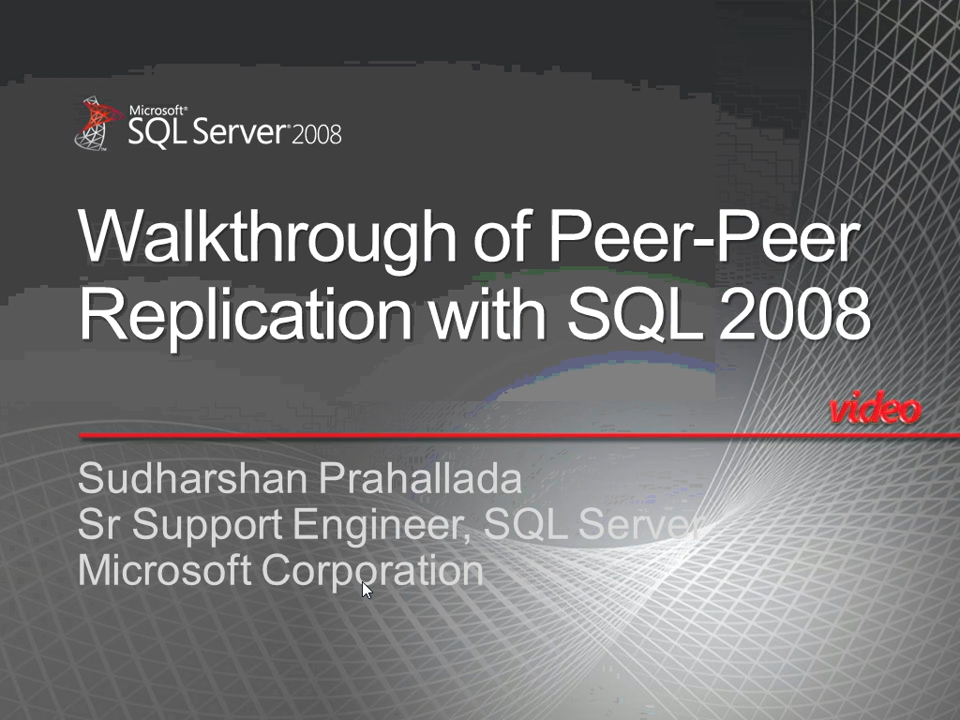 Microsoft®
SQL Server® 2008
Walkthrough of Peer-Peer
Replication with SQL 2008
video
Sudharshan Prahallada
Sr Support Engineer, SQL Server
Microsoft Corporation